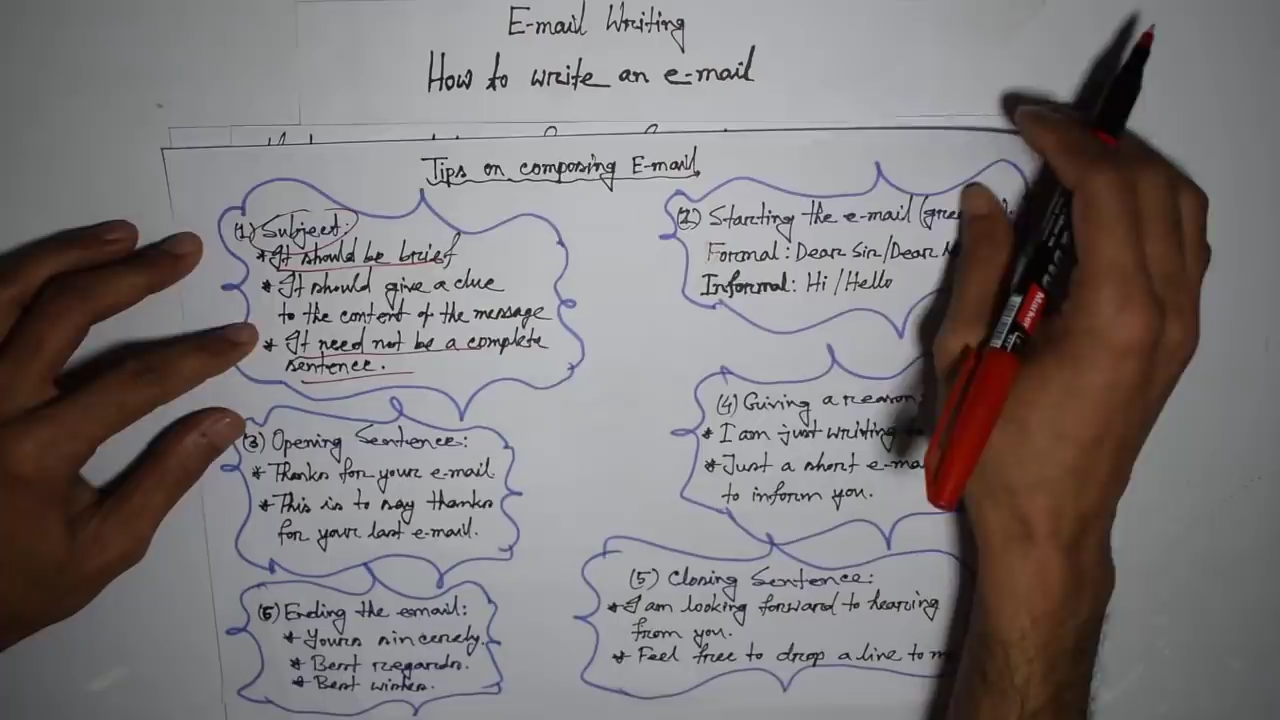 E-mail Writing
How to write an e-mail
Tips on composing E-mail
(1) Subject:
* It should be brief
* It should give a clue
to the content of the message
* It need not be a complete
sentence.
(2) Starting the e-mail
Formal: Dear Sir/Dear
Informal: Hi /Hello
(3) Opening Sentence:
* Thanks for your e-mail
* This is to say thanks
for your last e-mail.
(4) Giving a reason
* I am just writing
* Just a short
to inform you.
(5) Closing Sentence:
* I am looking forward to hearing
from you.
* Feel free to drop a line to
(6) Ending the email:
* Yours sincerely.
* Best regards.
* Best wishes.
Marker